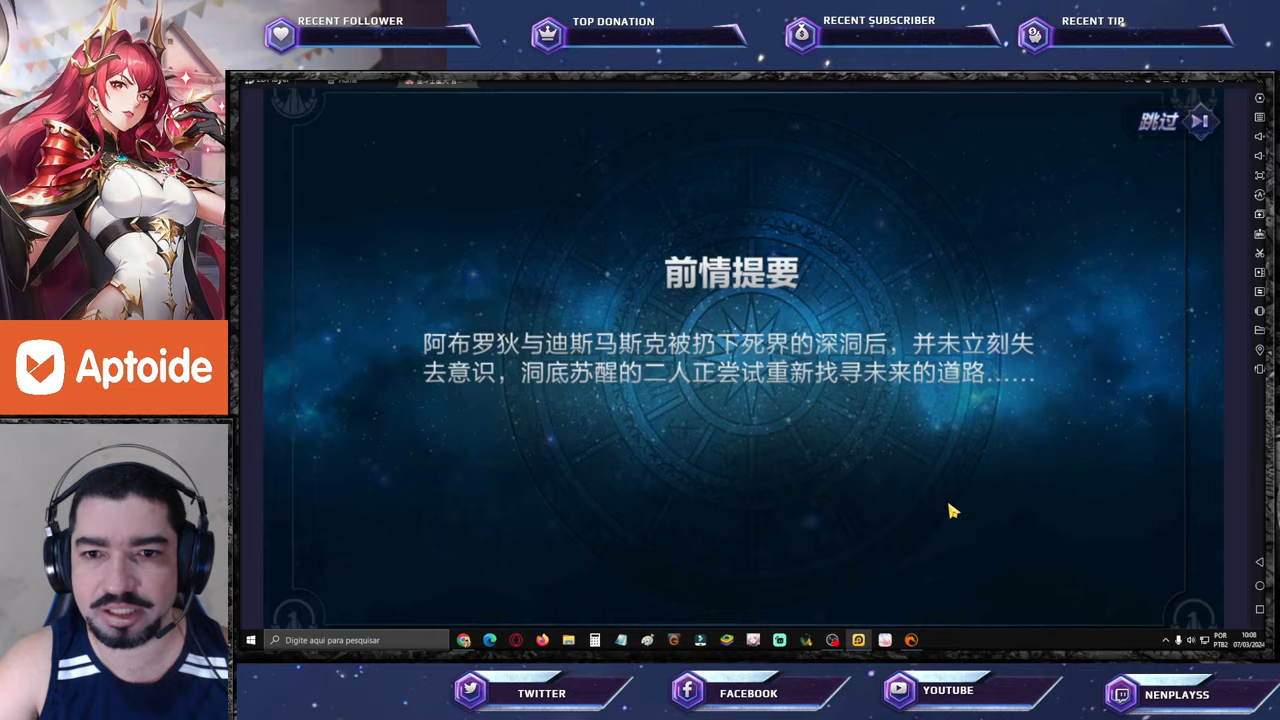 RECENT FOLLOWER
TOP DONATION
RECENT SUBSCRIBER
RECENT TIP
Home
跳过
前情提要
阿布罗狄与迪斯马斯克被扔下死界的深洞后，并未立刻失
去意识，洞底苏醒的二人正尝试重新找寻未来的道路……
Aptoide
Digite aqui para pesquisar
POR
PTB2
10:08
07/03/2024
TWITTER
FACEBOOK
YOUTUBE
NENPLAYSS